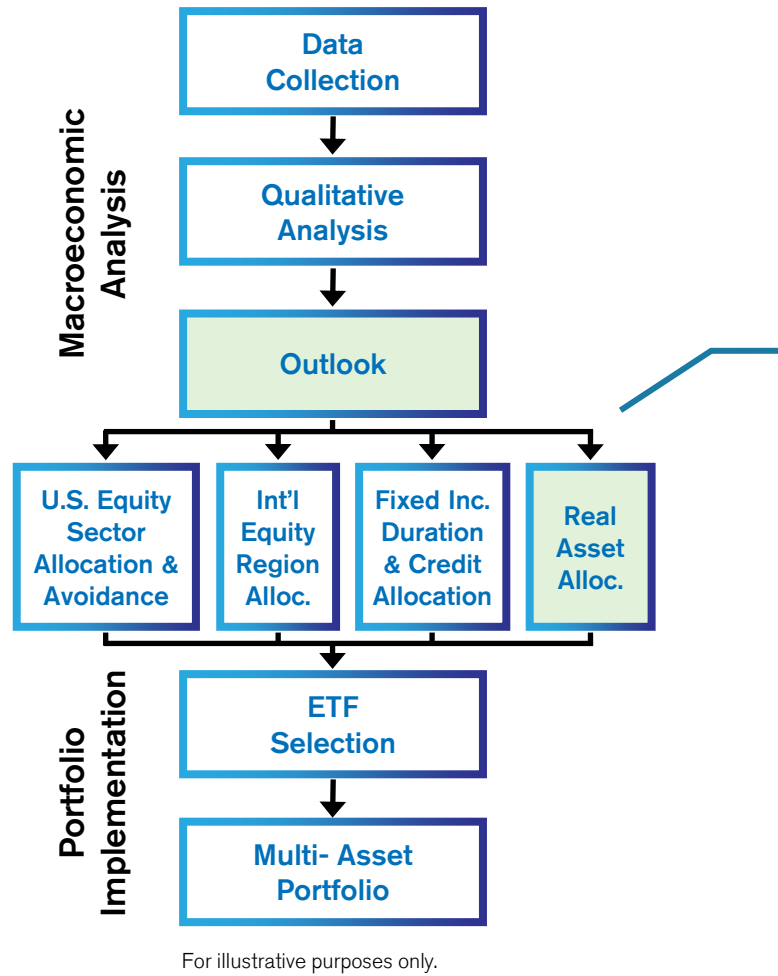 Macroeconomic
Analysis
Data
Collection
Qualitative
Analysis
Outlook
U.S. Equity
Sector
Allocation &
Avoidance
Int'l
Equity
Region
Alloc.
Fixed Inc.
Duration
& Credit
Allocation
Real
Asset
Alloc.
Portfolio
Implementation
ETF
Selection
Multi- Asset
Portfolio
For illustrative purposes only.